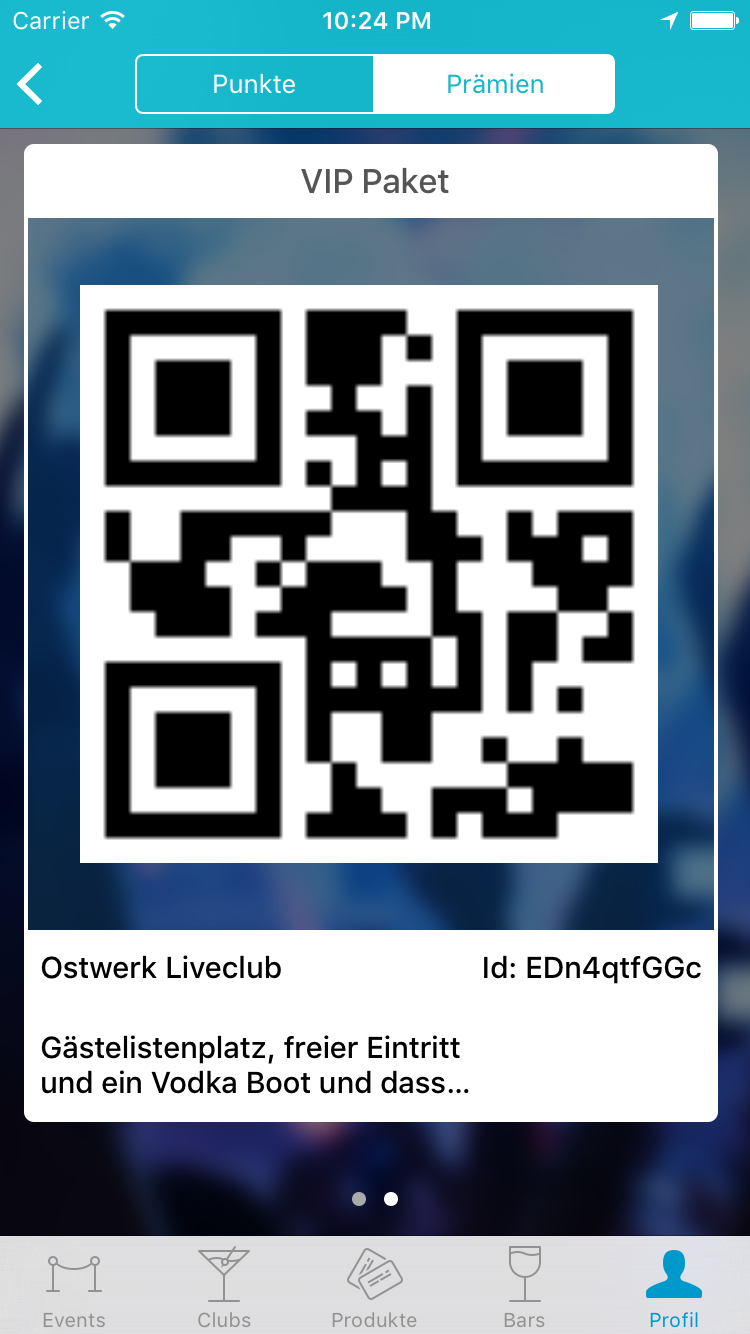 Carrier 10:24 PM
Punkte Prämien
VIP Paket
Ostwerk Liveclub Id: EDn4qtfGGc
Gästelistenplatz, freier Eintritt
und ein Vodka Boot und dass...
Events Clubs Produkte Bars Profil